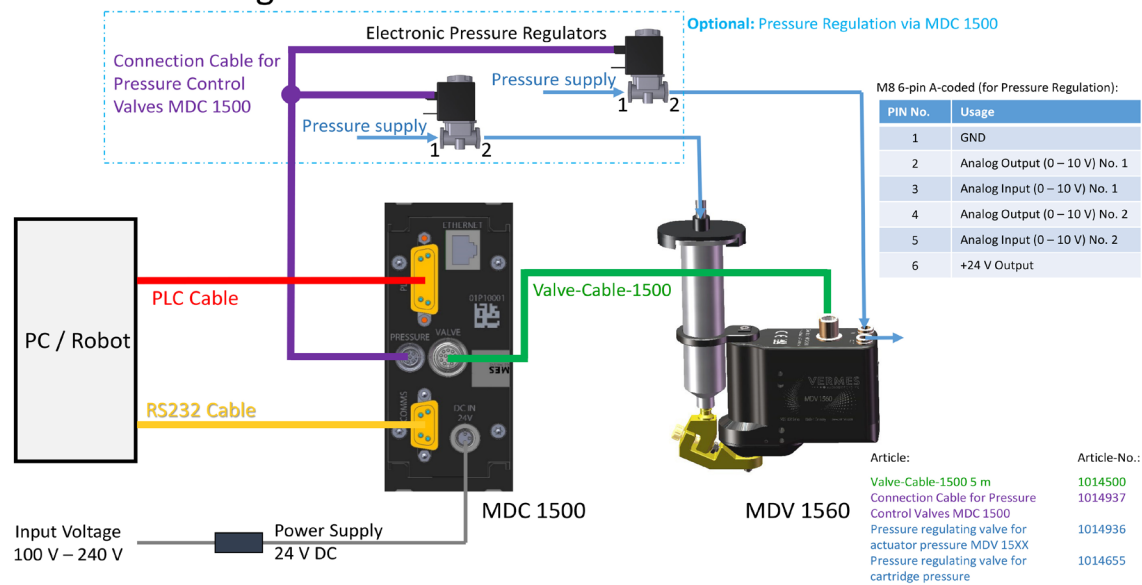 Optional: Pressure Regulation via MDC 1500
Electronic Pressure Regulators
Connection Cable for
Pressure Control
Valves MDC 1500
Pressure supply
1
2
Pressure supply
1
2
M8 6-pin A-coded (for Pressure Regulation):
PIN No. Usage
1 GND
2 Analog Output (0 – 10 V) No. 1
3 Analog Input (0 – 10 V) No. 1
4 Analog Output (0 – 10 V) No. 2
5 Analog Input (0 – 10 V) No. 2
6 +24 V Output
PC / Robot
PLC Cable
RS232 Cable
ETHERNET
01P10001
PRESSURE
VALVE
COMMS
DC IN
24V
Valve-Cable-1500
VERMES
MDV 1560
MDC 1500
MDV 1560
Input Voltage
100 V – 240 V
Power Supply
24 V DC
Article: Article-No.:
Valve-Cable-1500 5 m 1014500
Connection Cable for Pressure 1014937
Control Valves MDC 1500
Pressure regulating valve for 1014936
actuator pressure MDV 15XX
Pressure regulating valve for 1014655
cartridge pressure